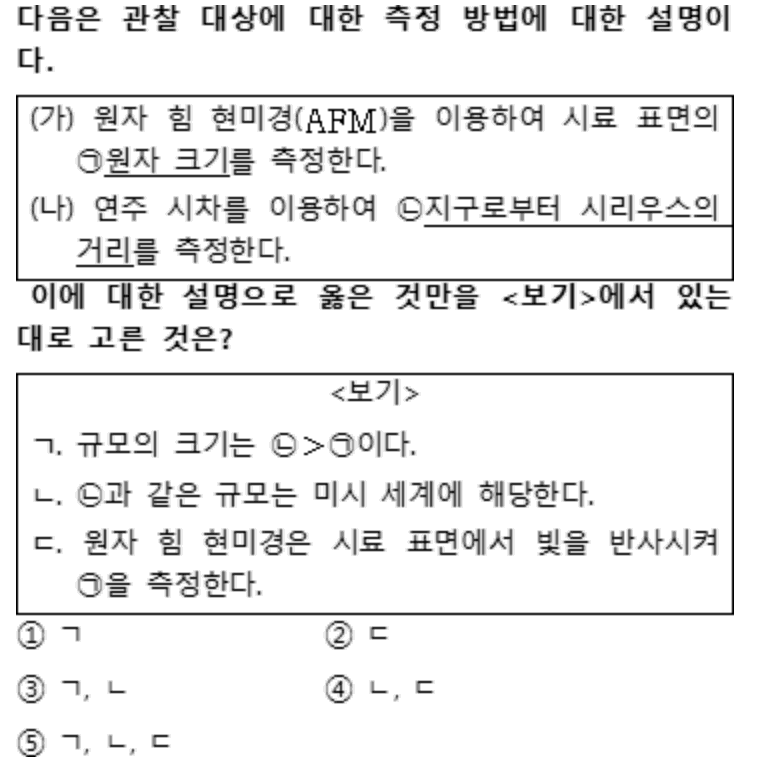 다음은 관찰 대상에 대한 측정 방법에 대한 설명이
다.
(가) 원자 힘 현미경(AFM)을 이용하여 시료 표면의
㉠원자 크기를 측정한다.
(나) 연주 시차를 이용하여 ㉡지구로부터 시리우스의
거리를 측정한다.
이에 대한 설명으로 옳은 것만을 <보기>에서 있는
대로 고른 것은?
<보기>
ㄱ. 규모의 크기는 ㉡>㉠이다.
ㄴ. ㉡과 같은 규모는 미시 세계에 해당한다.
ㄷ. 원자 힘 현미경은 시료 표면에서 빛을 반사시켜
㉠을 측정한다.
① ㄱ ② ㄷ
③ ㄱ, ㄴ ④ ㄴ, ㄷ
⑤ ㄱ, ㄴ, ㄷ